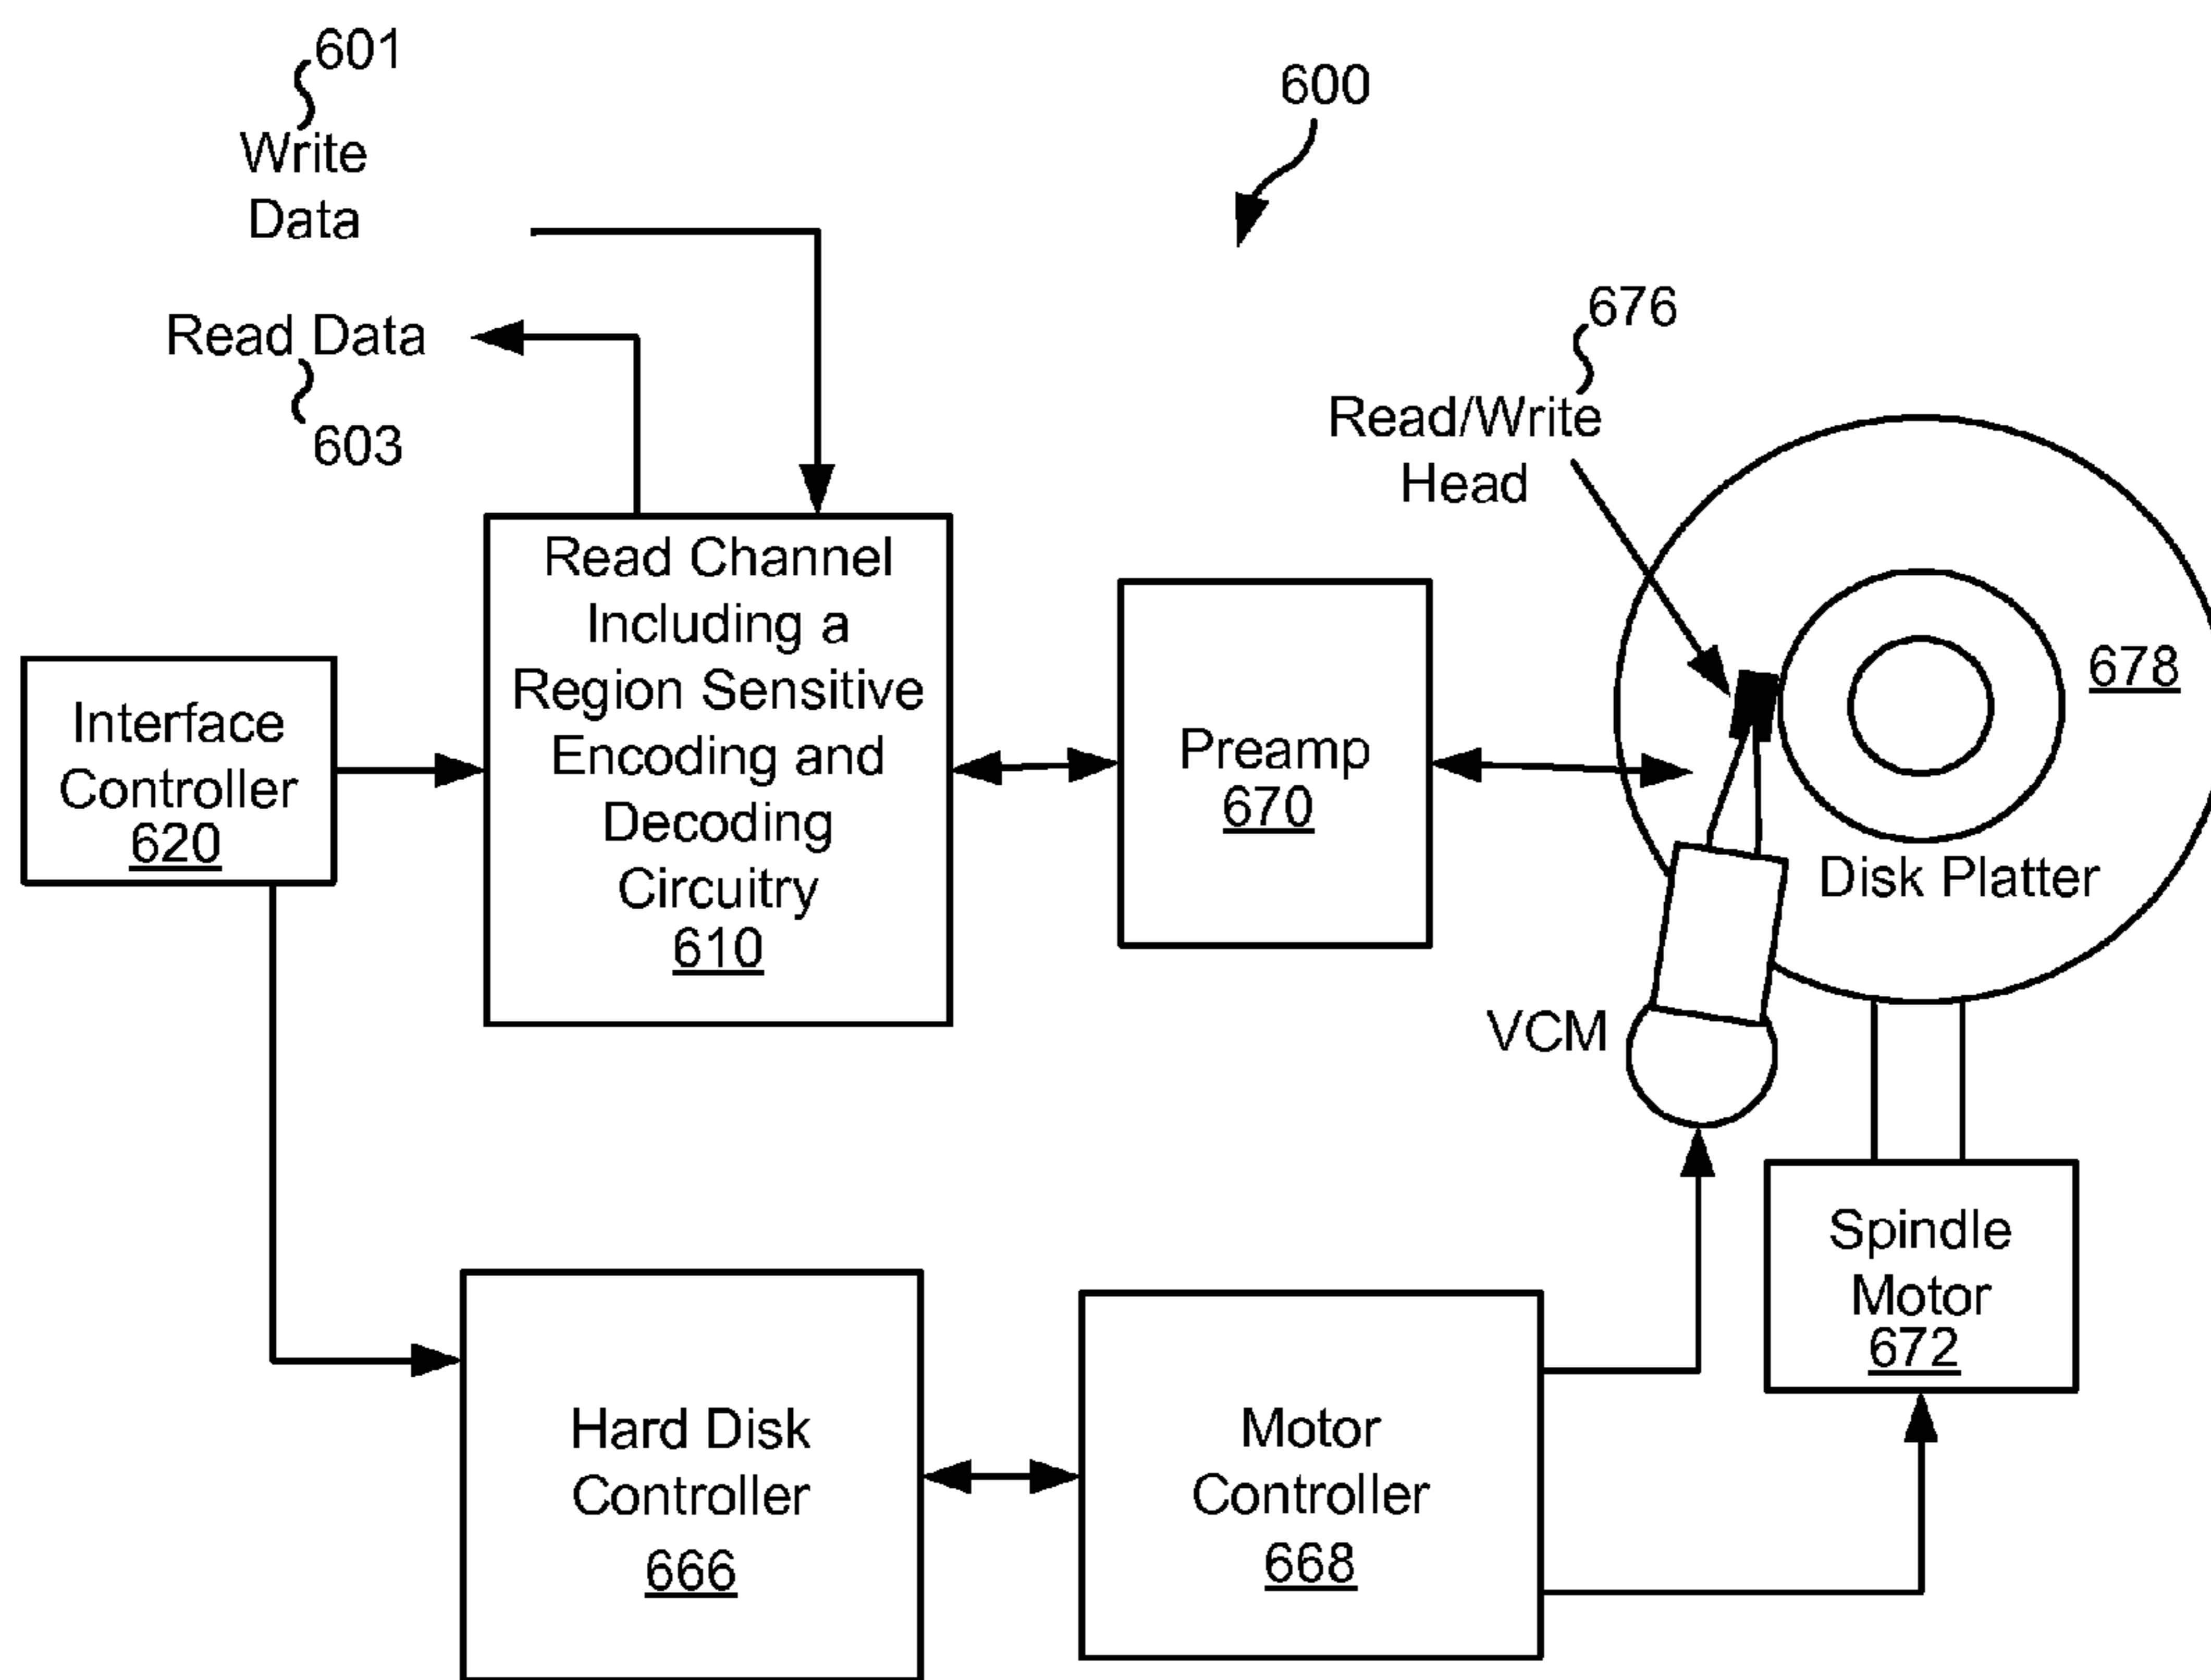 601
Write
Data
600
Read Data
603
676
Read/Write
Head
Read Channel
Including a
Region Sensitive
Encoding and
Decoding
Circuitry
610
Interface
Controller
620
Preamp
670
678
Disk Platter
VCM
Spindle
Motor
672
Hard Disk
Controller
666
Motor
Controller
668